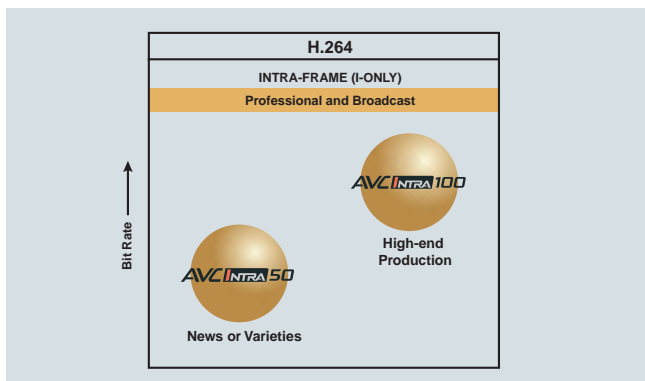 H.264
INTRA-FRAME (I-ONLY)
Professional and Broadcast
AVC INTRA 100
High-end
Production
Bit Rate
AVC INTRA 50
News or Varieties